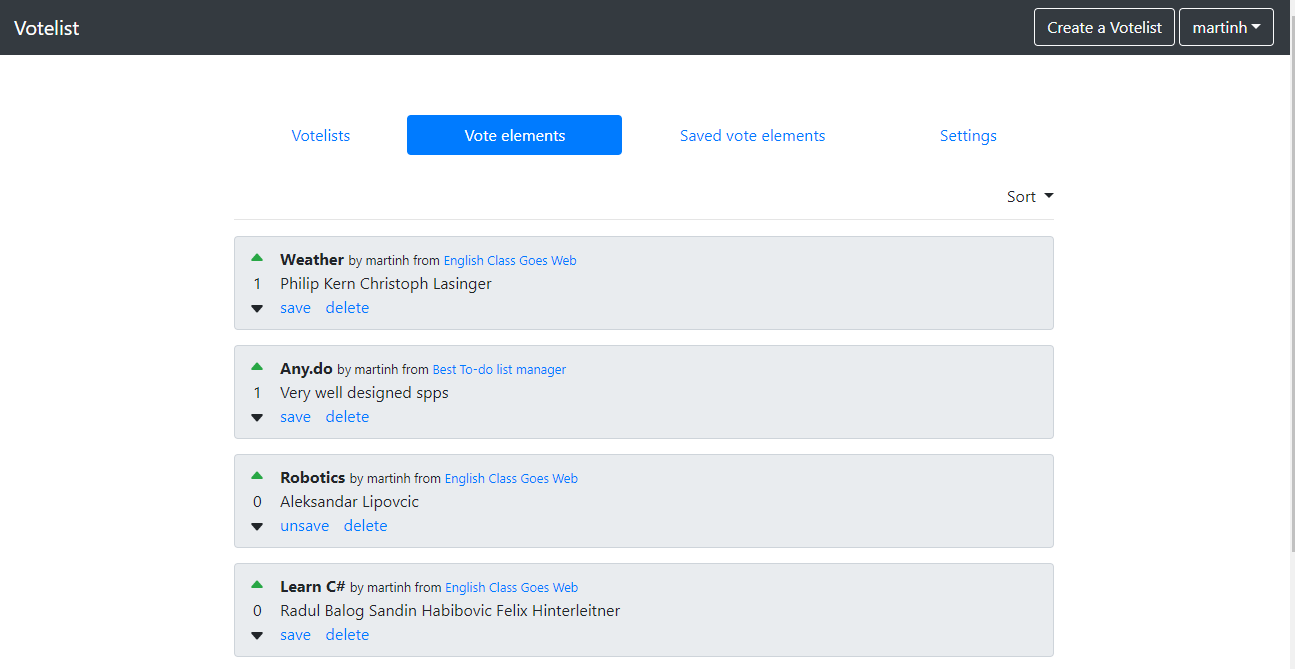 Votelist Create a Votelist martinh
Votelists Vote elements Saved vote elements Settings
Sort
Weather by martinh from English Class Goes Web
1 Philip Kern Christoph Lasinger
save delete
Any.do by martinh from Best To-do list manager
1 Very well designed spps
save delete
Robotics by martinh from English Class Goes Web
0 Aleksandar Lipovcic
unsave delete
Learn C# by martinh from English Class Goes Web
0 Radul Balog Sandin Habibovic Felix Hinterleitner
save delete